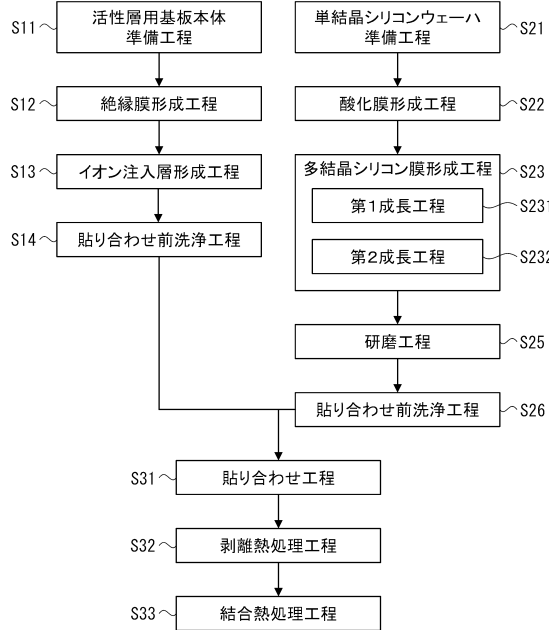 S11
活性層用基板本体
準備工程
S12
絶縁膜形成工程
S13
イオン注入層形成工程
S14
貼り合わせ前洗浄工程
単結晶シリコンウェーハ
準備工程
S21
酸化膜形成工程
S22
多結晶シリコン膜形成工程
S23
第1成長工程
S231
第2成長工程
S232
研磨工程
S25
貼り合わせ前洗浄工程
S26
S31
貼り合わせ工程
S32
剥離熱処理工程
S33
結合熱処理工程